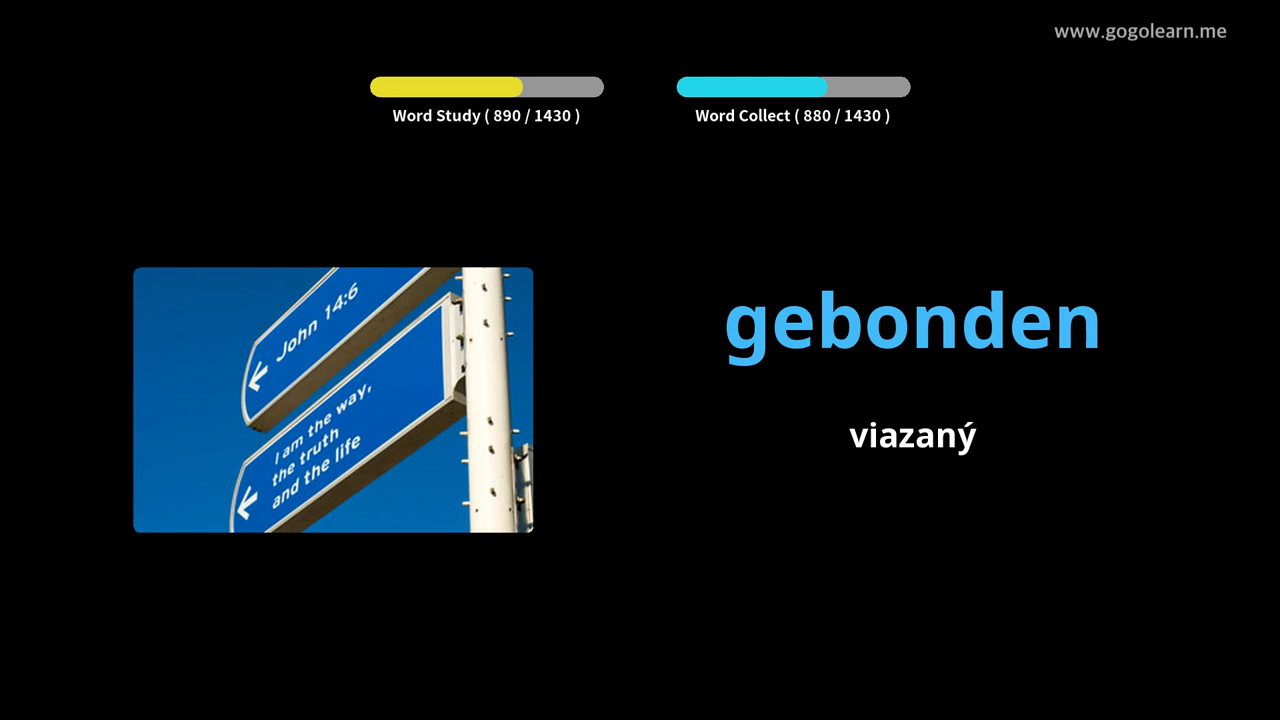 www.gogolearn.me
Word Study ( 890 / 1430 )
Word Collect ( 880 / 1430 )
John 14:6
I am the way,
the truth
and the life
gebonden
viazaný